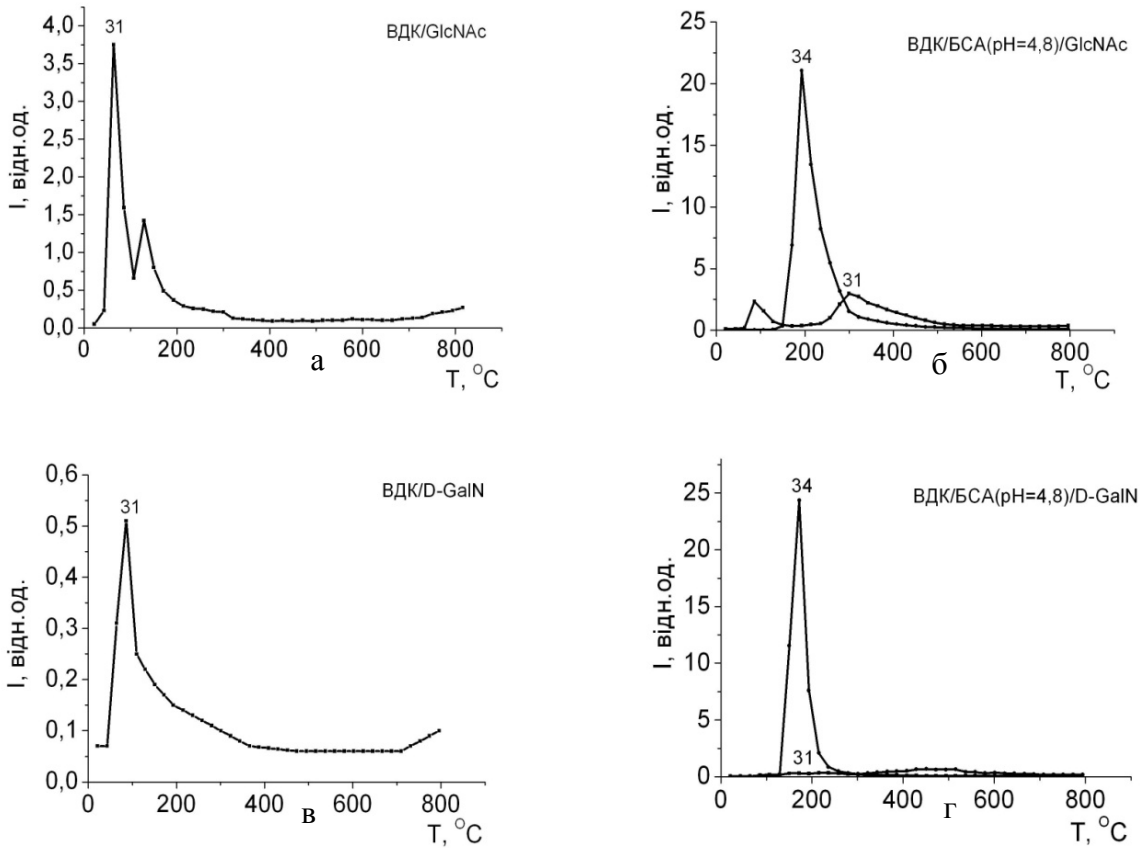 ВДК/GlcNAc
31
I, відн.од.
4,0
3,5
3,0
2,5
2,0
1,5
1,0
0,5
0,0
0 200 400 600 800
T, °C
а
ВДК/БСА(pH=4,8)/GlcNAc
34
31
I, відн.од.
25
20
15
10
5
0
0 200 400 600 800
T, °C
б
ВДК/D-GalN
31
I, відн.од.
0,6
0,5
0,4
0,3
0,2
0,1
0,0
0 200 400 600 800
T, °C
в
ВДК/БСА(pH=4,8)/D-GalN
34
31
I, відн.од.
25
20
15
10
5
0
0 200 400 600 800
T, °C
г